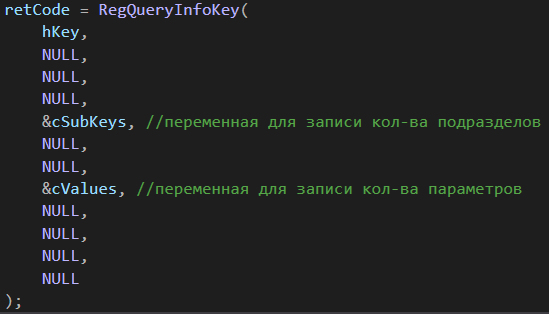 retCode = RegQueryInfoKey(
    hKey,
    NULL,
    NULL,
    NULL,
    &cSubKeys, //переменная для записи кол-ва подразделов
    NULL,
    NULL,
    &cValues, //переменная для записи кол-ва параметров
    NULL,
    NULL,
    NULL,
    NULL
);